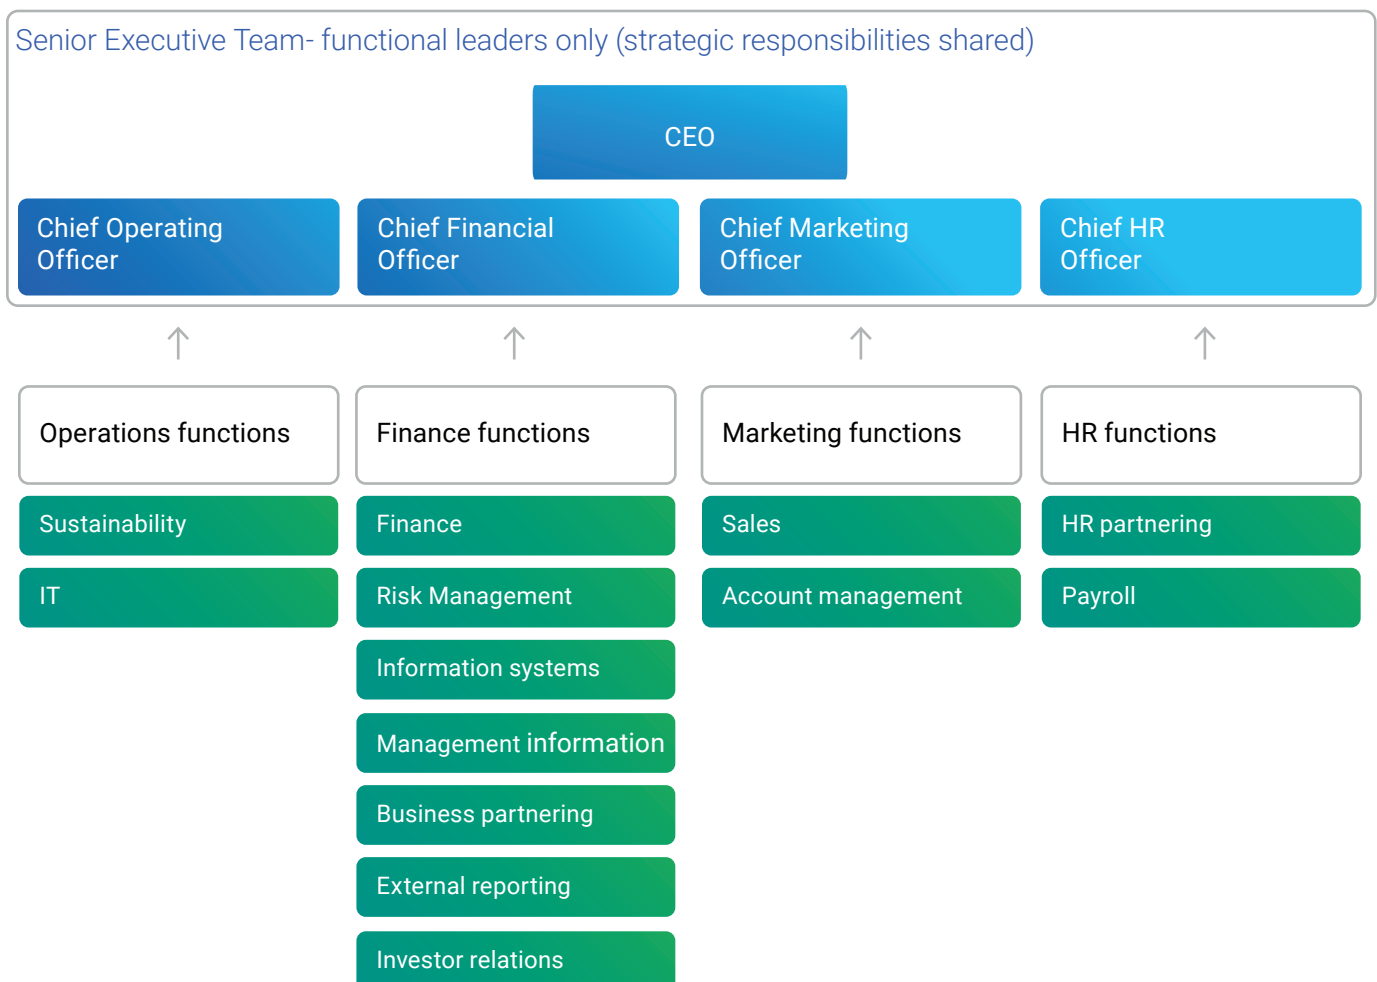 Senior Executive Team- functional leaders only (strategic responsibilities shared)
CEO
Chief Operating
Officer
Chief Financial
Officer
Chief Marketing
Officer
Chief HR
Officer
Operations functions
Sustainability
IT
Finance functions
Finance
Risk Management
Information systems
Management information
Business partnering
External reporting
Investor relations
Marketing functions
Sales
Account management
HR functions
HR partnering
Payroll